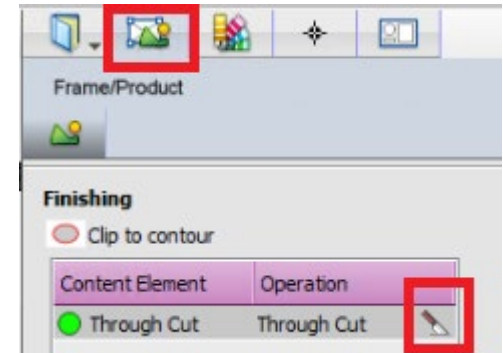 Frame/Product
Finishing
Clip to contour
Content Element Operation
Through Cut Through Cut